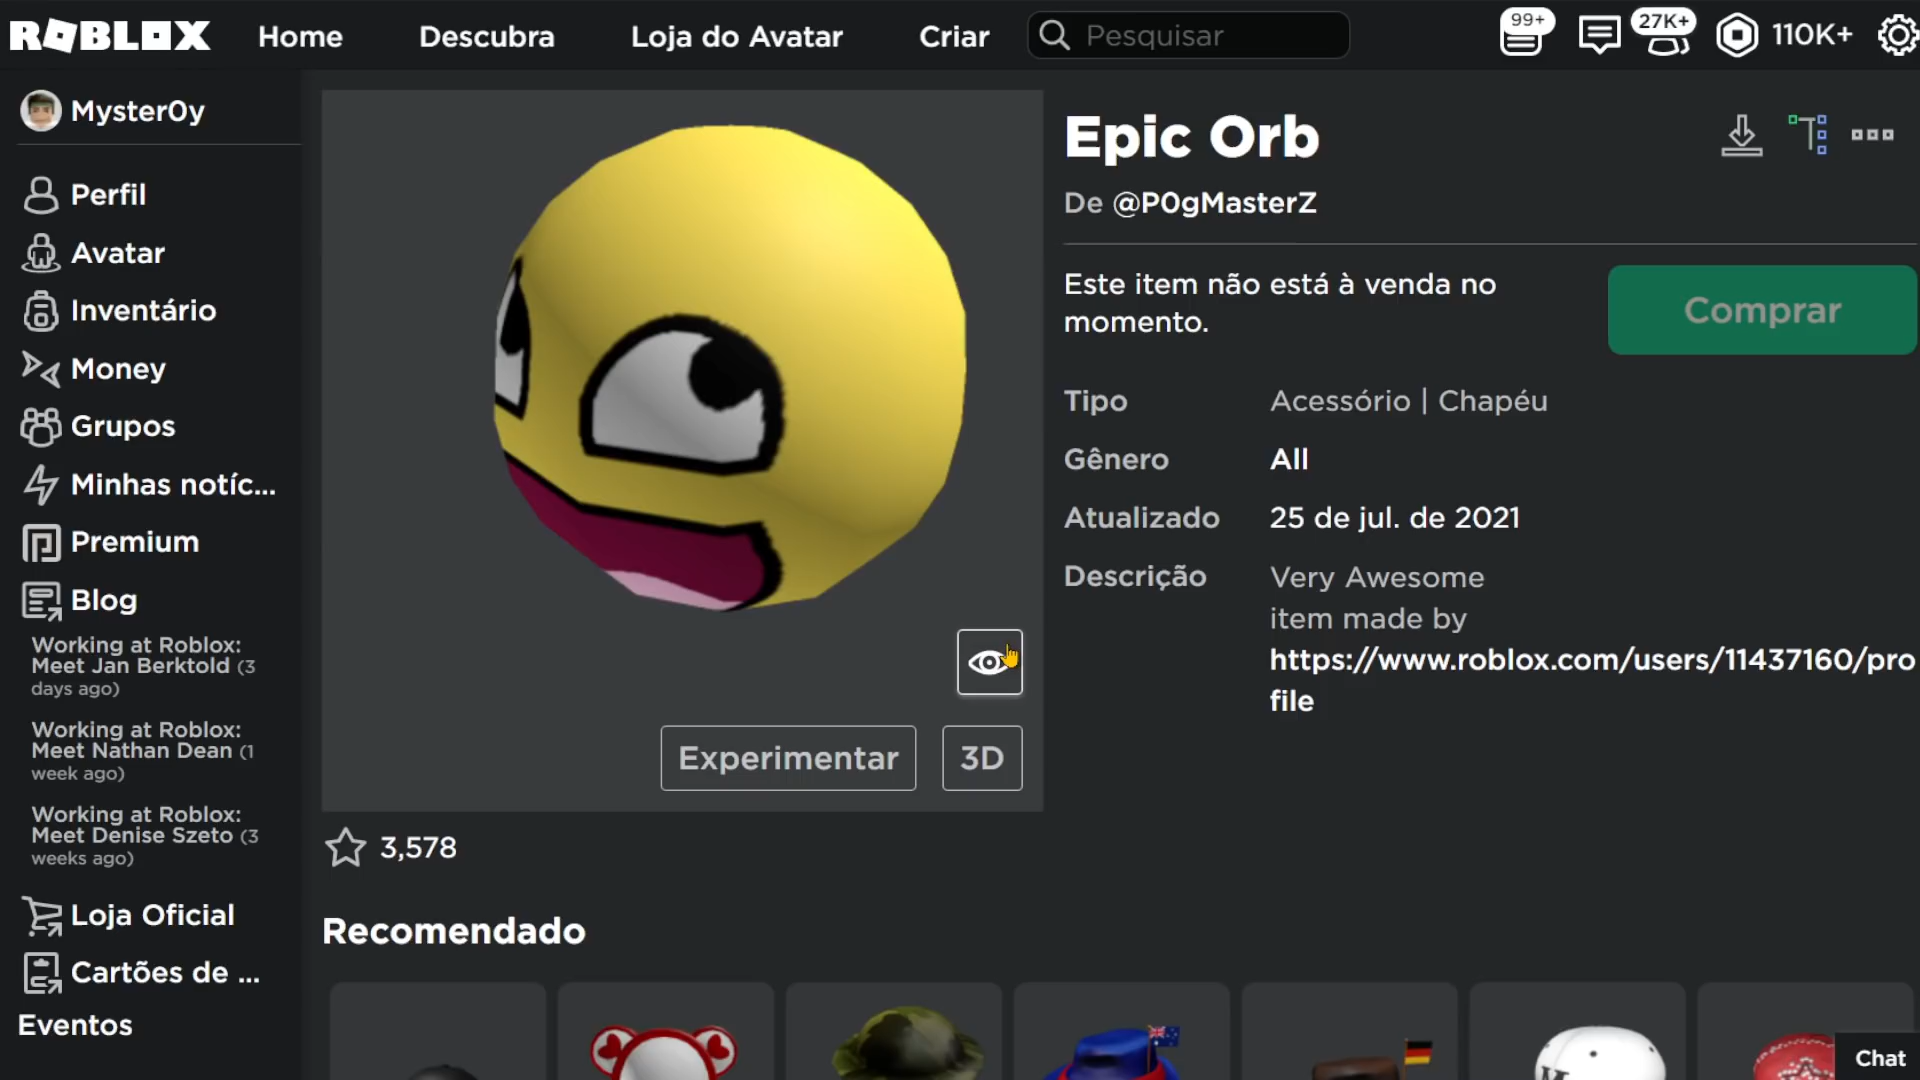 ROBLOX
Home
Descubra
Loja do Avatar
Criar
Pesquisar
99+
27K+
110K+
Myster0y
Perfil
Avatar
Inventário
Money
Grupos
Minhas notíc...
Premium
Blog
Working at Roblox:
Meet Jan Berktold (3
days ago)
Working at Roblox:
Meet Nathan Dean (1
week ago)
Working at Roblox:
Meet Denise Szeto (3
weeks ago)
Loja Oficial
Cartões de ...
Eventos
Experimentar
3D
3,578
Epic Orb
De @P0gMasterZ
Este item não está à venda no
momento.
Comprar
Tipo
Acessório | Chapéu
Gênero
All
Atualizado
25 de jul. de 2021
Descrição
Very Awesome
item made by
https://www.roblox.com/users/11437160/pro
file
Recomendado
Chat